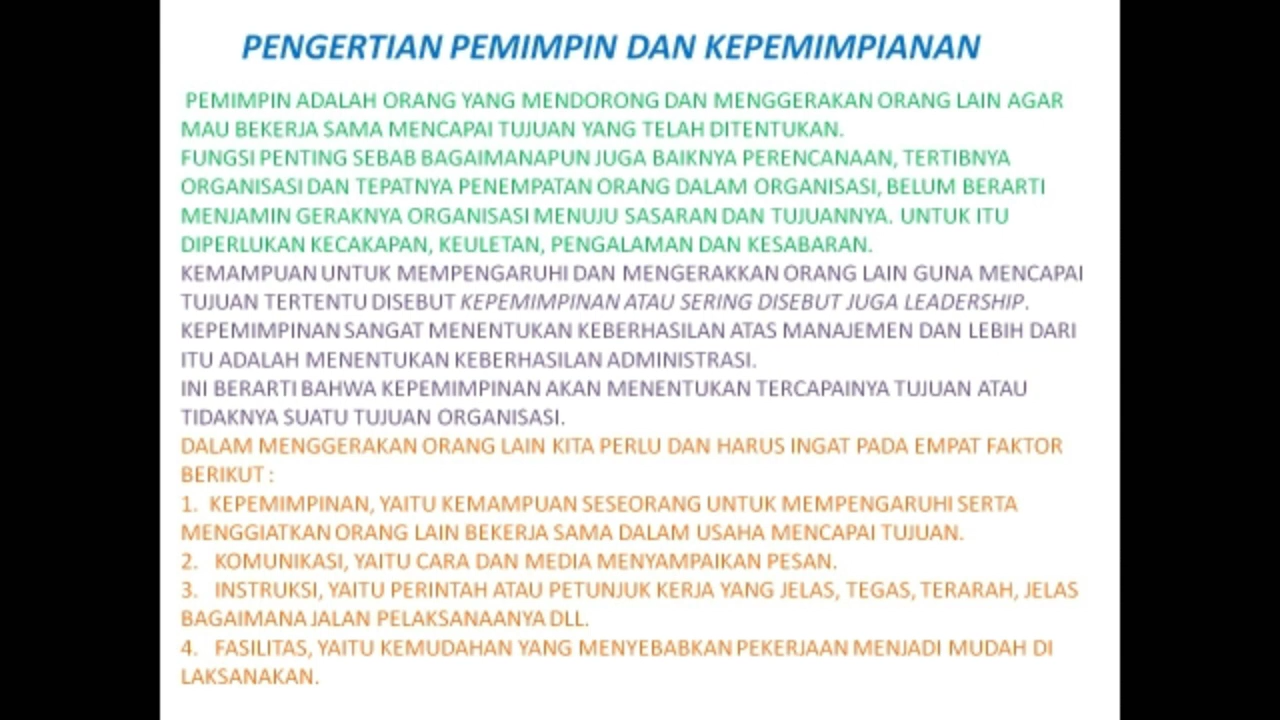 PENGERTIAN PEMIMPIN DAN KEPEMIMPIANAN
PEMIMPIN ADALAH ORANG YANG MENDORONG DAN MENGGERAKAN ORANG LAIN AGAR
MAU BEKERJA SAMA MENCAPAI TUJUAN YANG TELAH DITENTUKAN.
FUNGSI PENTING SEBAB BAGAIMANAPUN JUGA BAIKNYA PERENCANAAN, TERTIBNYA
ORGANISASI DAN TEPATNYA PENEMPATAN ORANG DALAM ORGANISASI, BELUM BERARTI
MENJAMIN GERAKNYA ORGANISASI MENUJU SASARAN DAN TUJUANNYA. UNTUK ITU
DIPERLUKAN KECAKAPAN, KEULETAN, PENGALAMAN DAN KESABARAN.
KEMAMPUAN UNTUK MEMPENGARUHI DAN MENGERAKKAN ORANG LAIN GUNA MENCAPAI
TUJUAN TERTENTU DISEBUT KEPEMIMPINAN ATAU SERING DISEBUT JUGA LEADERSHIP.
KEPEMIMPINAN SANGAT MENENTUKAN KEBERHASILAN ATAS MANAJEMEN DAN LEBIH DARI
ITU ADALAH MENENTUKAN KEBERHASILAN ADMINISTRASI.
INI BERARTI BAHWA KEPEMIMPINAN AKAN MENENTUKAN TERCAPAINYA TUJUAN ATAU
TIDAKNYA SUATU TUJUAN ORGANISASI.
DALAM MENGGERAKAN ORANG LAIN KITA PERLU DAN HARUS INGAT PADA EMPAT FAKTOR
BERIKUT :
1. KEPEMIMPINAN, YAITU KEMAMPUAN SESEORANG UNTUK MEMPENGARUHI SERTA
MENGGIATKAN ORANG LAIN BEKERJA SAMA DALAM USAHA MENCAPAI TUJUAN.
2. KOMUNIKASI, YAITU CARA DAN MEDIA MENYAMPAIKAN PESAN.
3. INSTRUKSI, YAITU PERINTAH ATAU PETUNJUK KERJA YANG JELAS, TEGAS, TERARAH, JELAS
BAGAIMANA JALAN PELAKSANAANYA DLL.
4. FASILITAS, YAITU KEMUDAHAN YANG MENYEBABKAN PEKERJAAN MENJADI MUDAH DI
LAKSANAKAN.